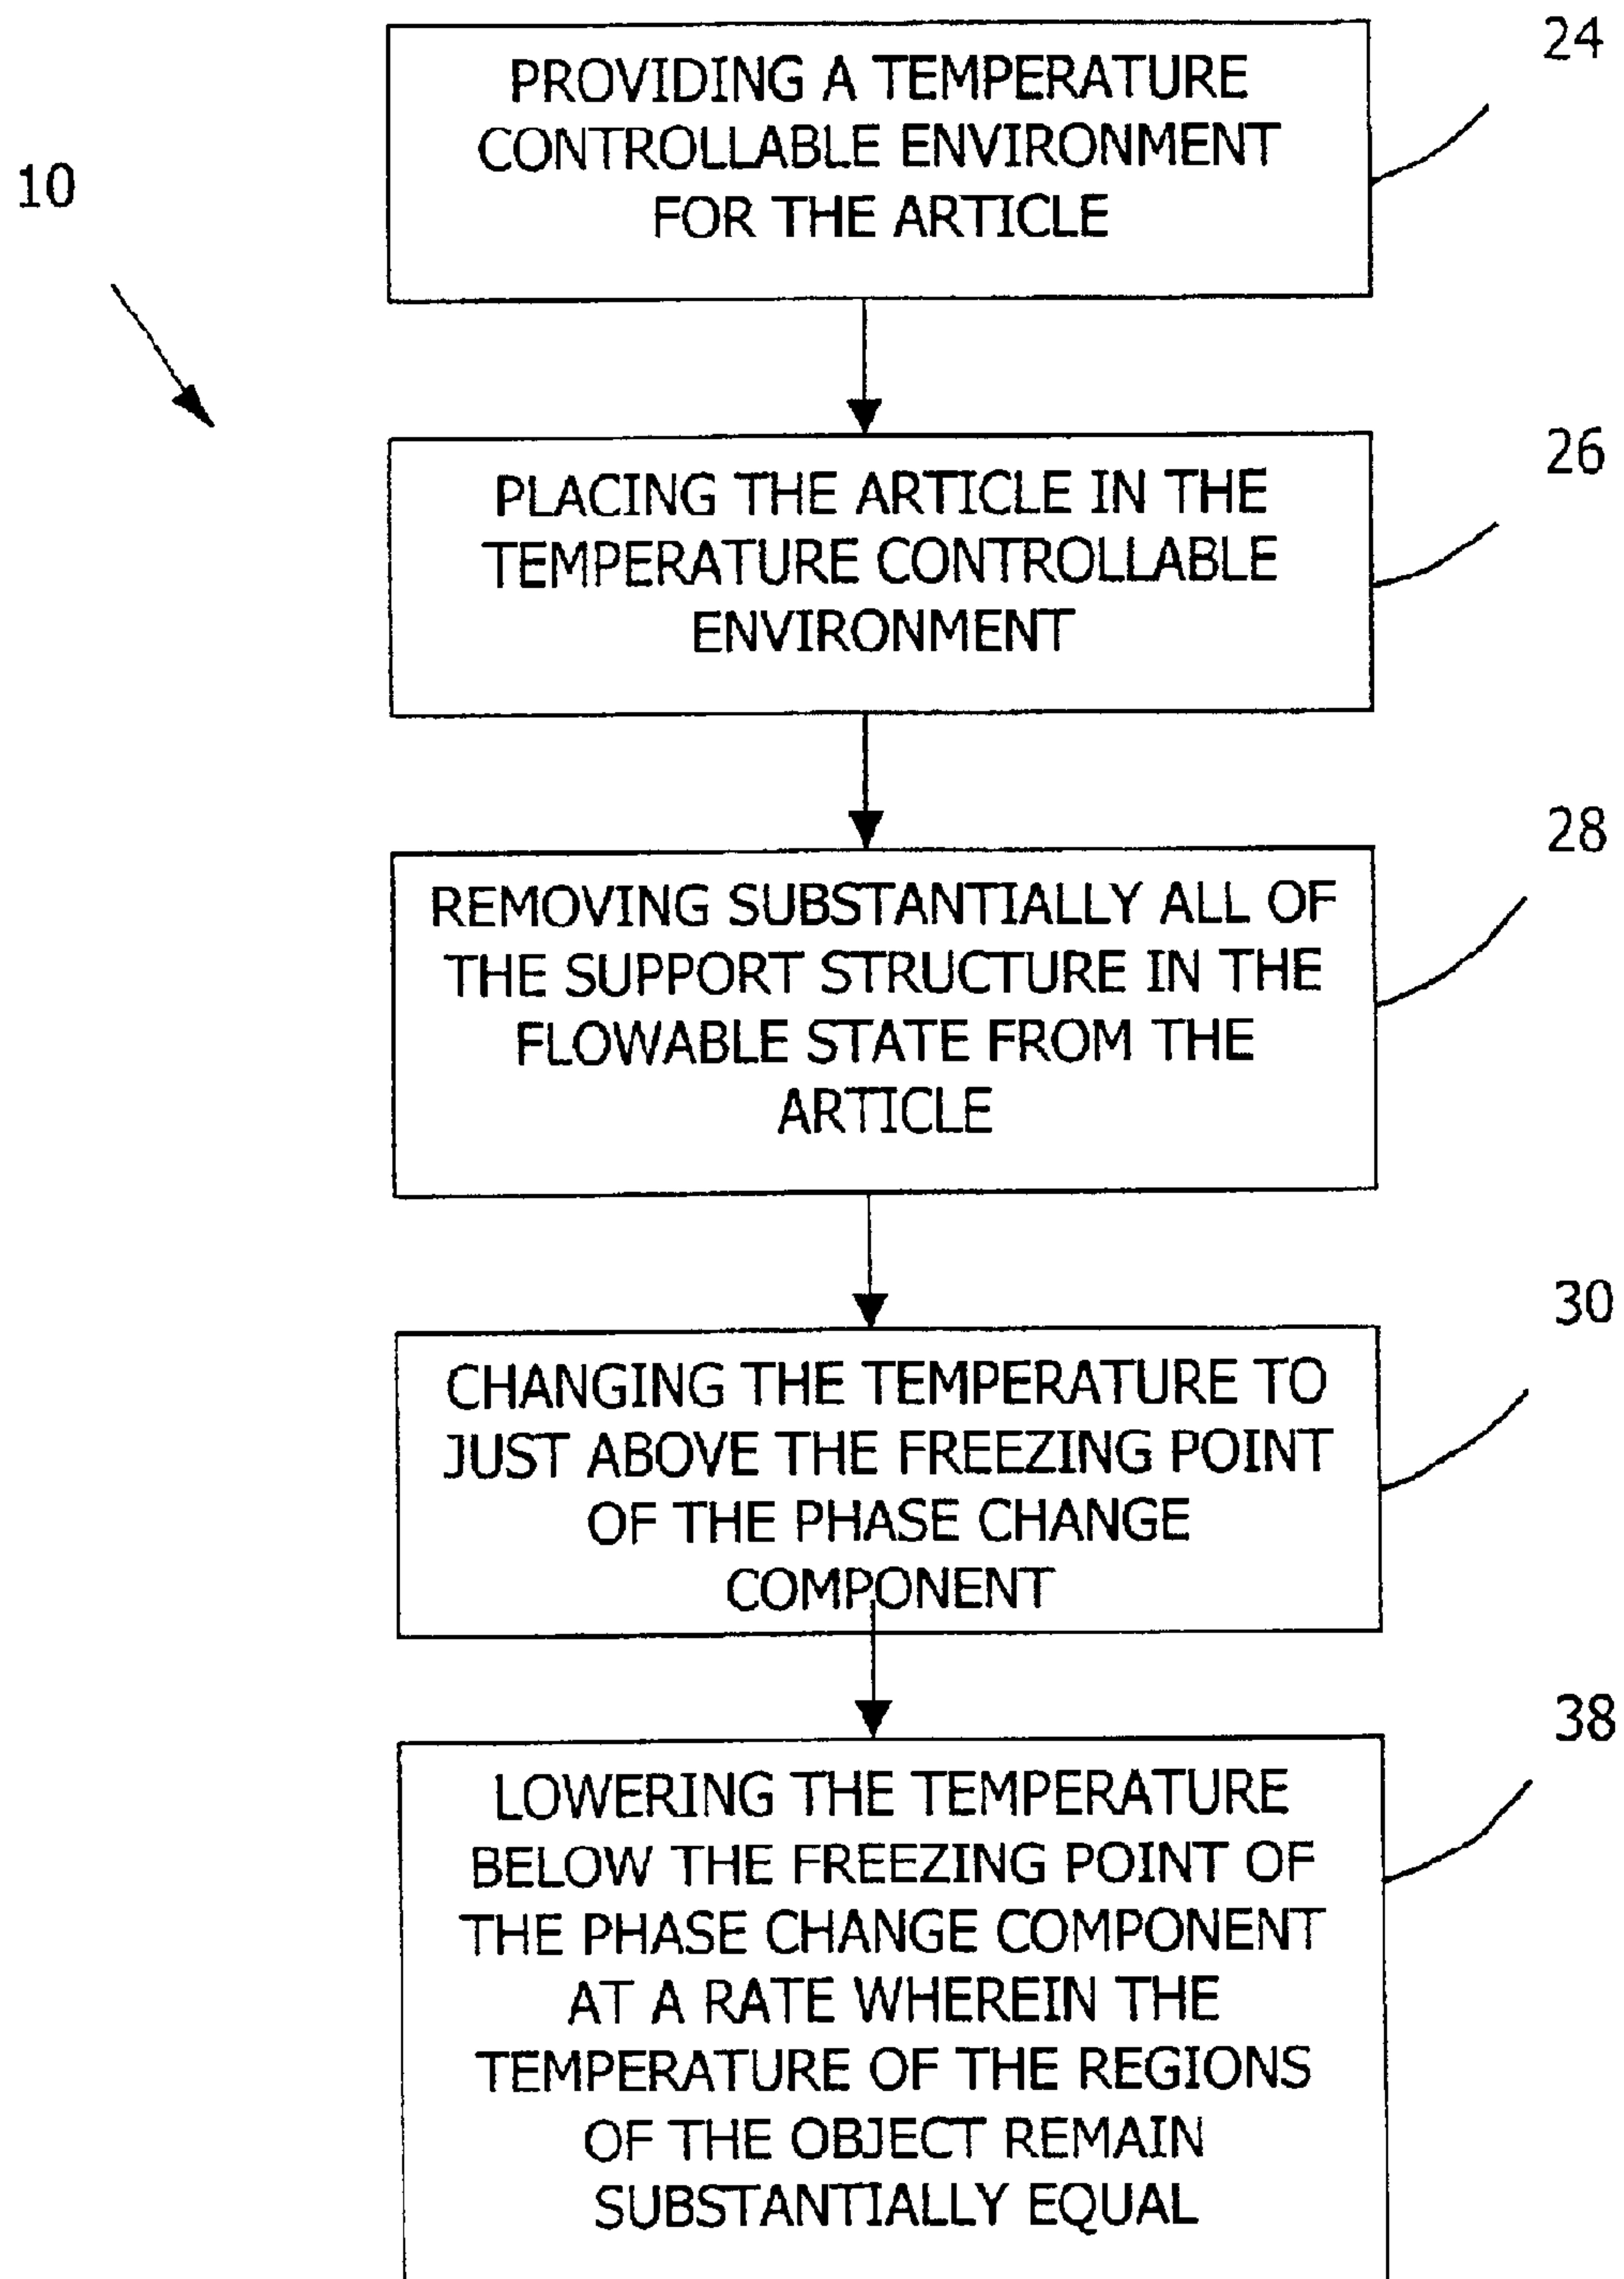 24
PROVIDING A TEMPERATURE
CONTROLLABLE ENVIRONMENT
FOR THE ARTICLE
10
26
PLACING THE ARTICLE IN THE
TEMPERATURE CONTROLLABLE
ENVIRONMENT
28
REMOVING SUBSTANTIALLY ALL OF
THE SUPPORT STRUCTURE IN THE
FLOWABLE STATE FROM THE
ARTICLE
30
CHANGING THE TEMPERATURE TO
JUST ABOVE THE FREEZING POINT
OF THE PHASE CHANGE
COMPONENT
38
LOWERING THE TEMPERATURE
BELOW THE FREEZING POINT OF
THE PHASE CHANGE COMPONENT
AT A RATE WHEREIN THE
TEMPERATURE OF THE REGIONS
OF THE OBJECT REMAIN
SUBSTANTIALLY EQUAL